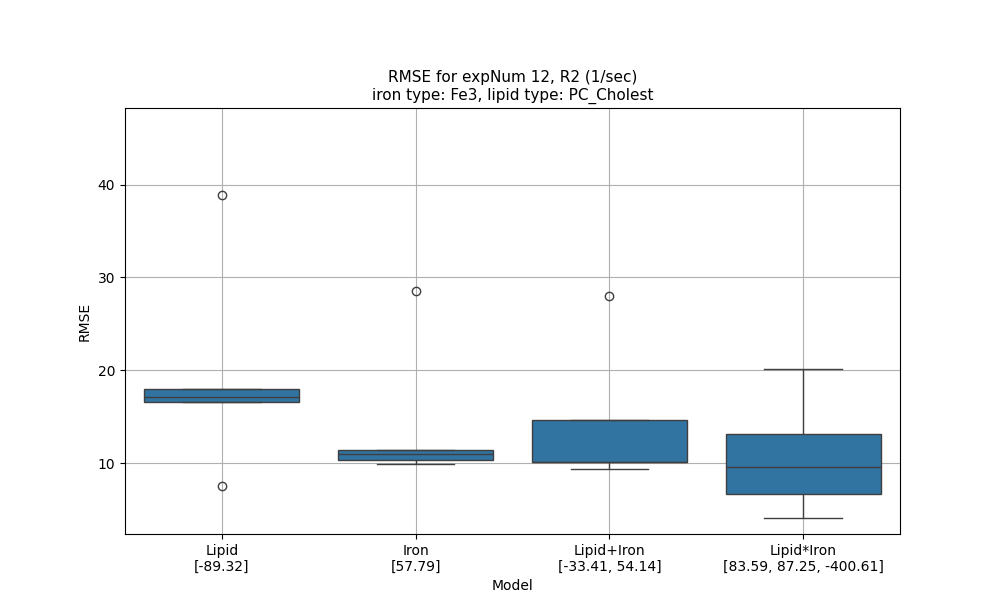 RMSE for expNum 12, R2 (1/sec)
iron type: Fe3, lipid type: PC_Cholest
40
30
20
10
RMSE
Lipid
[-89.32]
Iron
[57.79]
Lipid+Iron
[-33.41, 54.14]
Lipid*Iron
[83.59, 87.25, -400.61]
Model